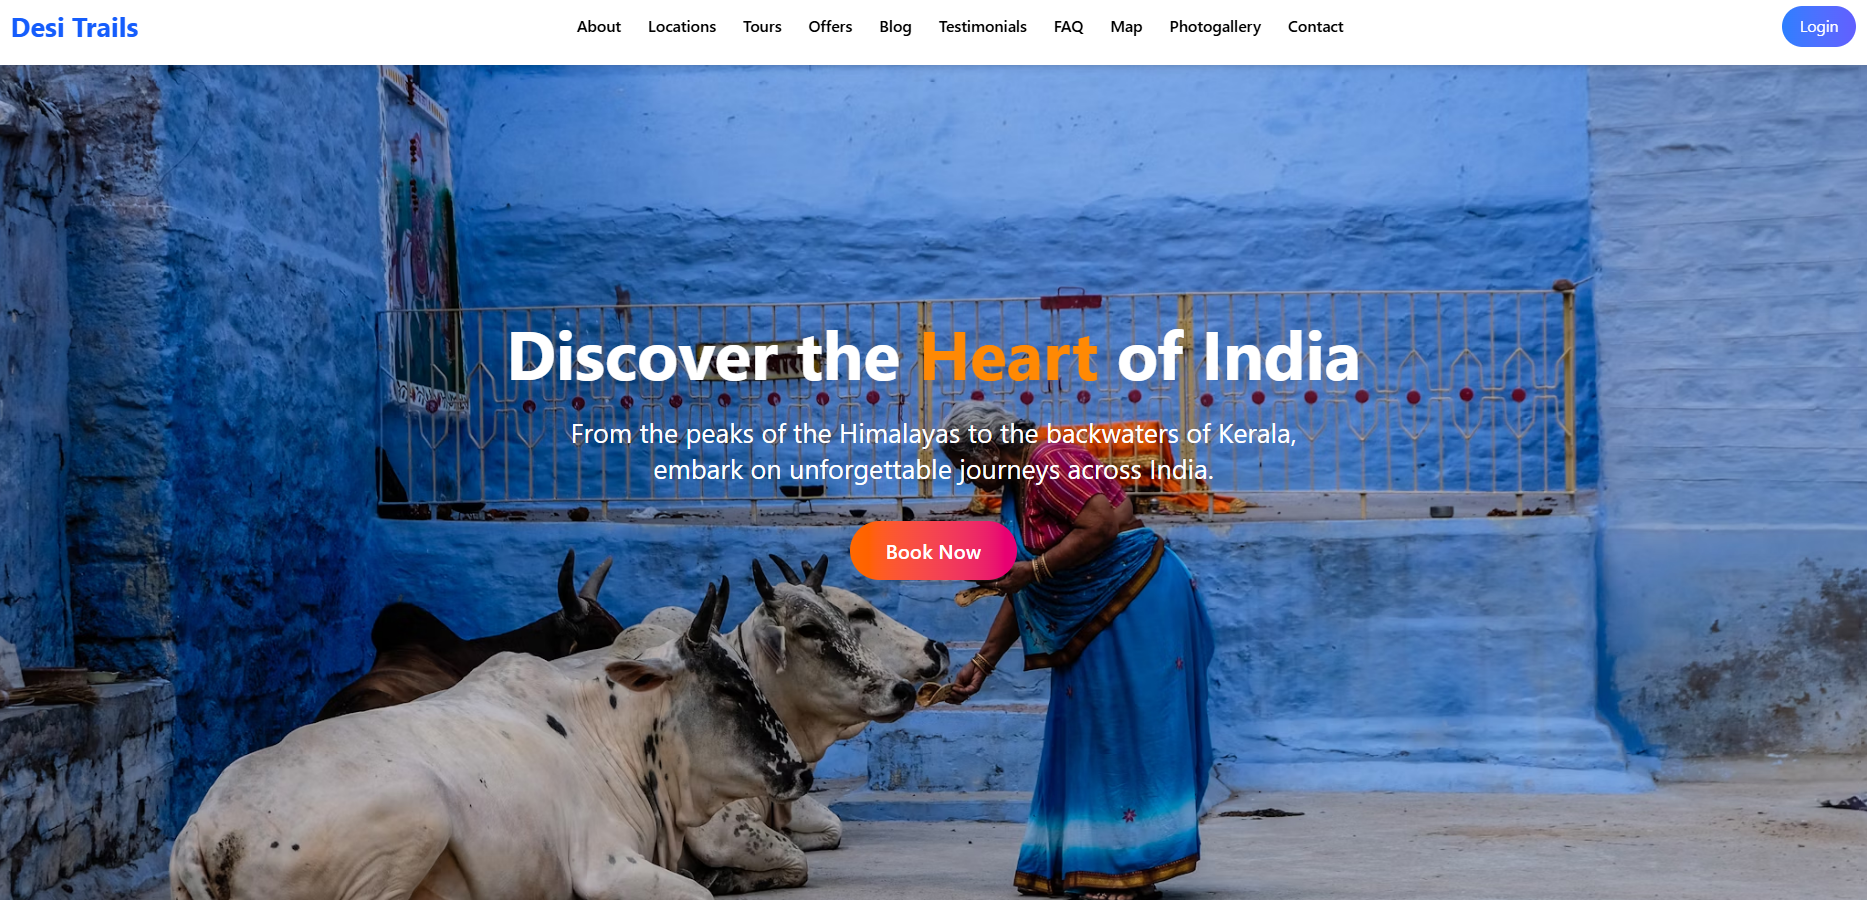 Desi Trails
About Locations Tours Offers Blog Testimonials FAQ Map Photogallery Contact
Login
Discover the Heart of India
From the peaks of the Himalayas to the backwaters of Kerala,
embark on unforgettable journeys across India.
Book Now